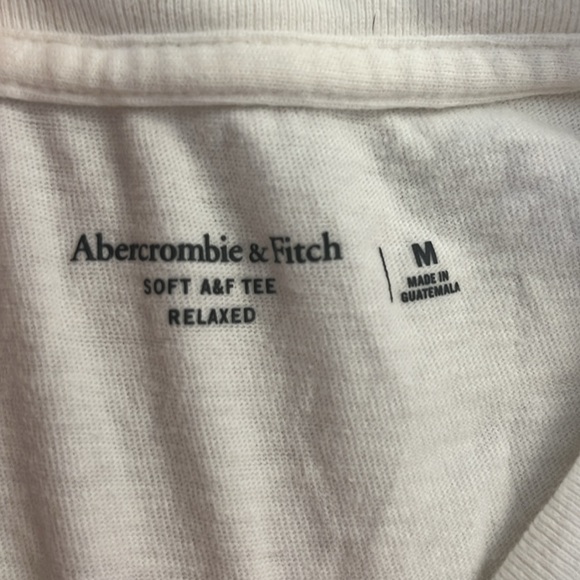 Abercrombie & Fitch
SOFT A&F TEE
RELAXED
M
MADE IN
GUATEMALA